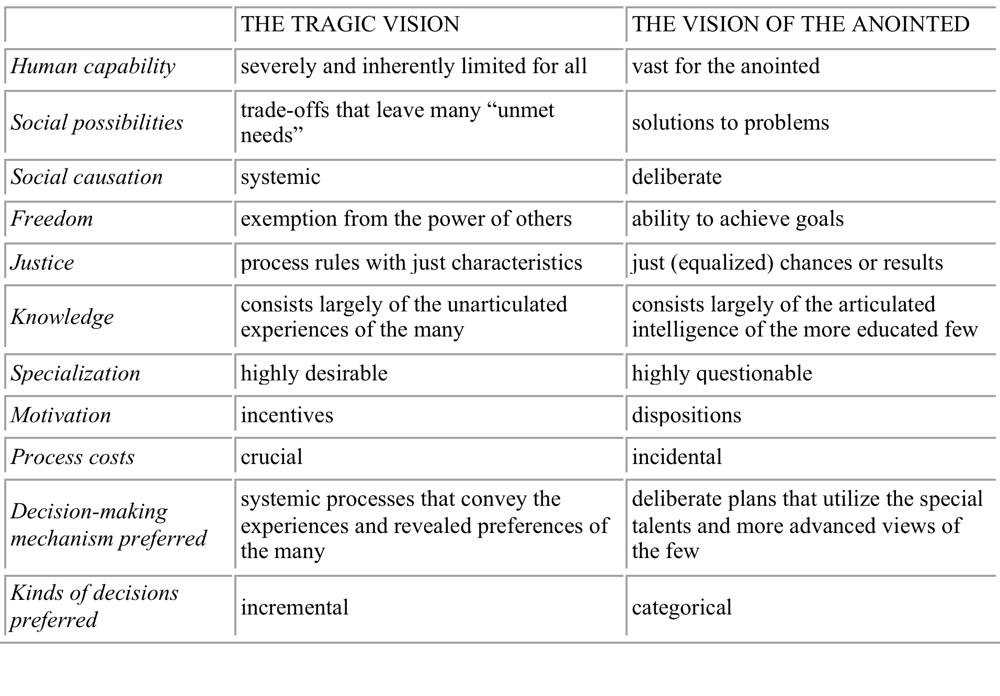 THE TRAGIC VISION THE VISION OF THE ANOINTED
Human capability severely and inherently limited for all vast for the anointed
Social possibilities
trade-offs that leave many “unmet
needs”
solutions to problems
Social causation systemic deliberate
Freedom exemption from the power of others ability to achieve goals
Justice process rules with just characteristics just (equalized) chances or results
Knowledge
consists largely of the unarticulated
experiences of the many
consists largely of the articulated
intelligence of the more educated few
Specialization highly desirable highly questionable
Motivation incentives dispositions
Process costs crucial incidental
Decision-making
mechanism preferred
systemic processes that convey the
experiences and revealed preferences of
the many
deliberate plans that utilize the special
talents and more advanced views of
the few
Kinds of decisions
preferred
incremental
categorical